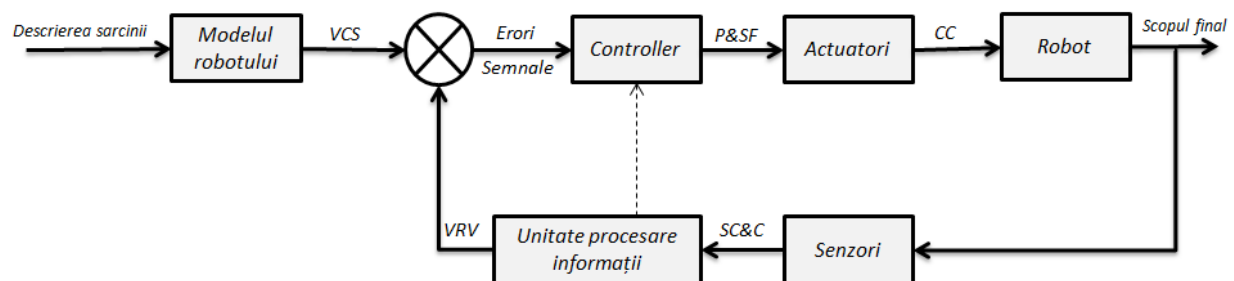 Descrierea sarcinii
Modelul
robotului
VCS
Erori
Semnale
Controller
P&SF
Actuatori
CC
Robot
Scopul final
VRV
Unitate procesare
informații
SC&C
Senzori